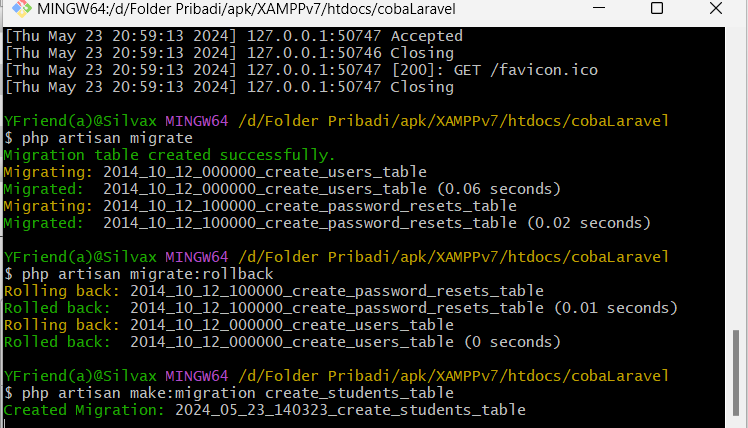 MINGW64:/d/Folder Pribadi/apk/XAMPPv7/htdocs/cobaLaravel
[Thu May 23 20:59:13 2024] 127.0.0.1:50747 Accepted
[Thu May 23 20:59:13 2024] 127.0.0.1:50746 Closing
[Thu May 23 20:59:13 2024] 127.0.0.1:50747 [200]: GET /favicon.ico
[Thu May 23 20:59:13 2024] 127.0.0.1:50747 Closing
YFriend(a)@Silvax MINGW64 /d/Folder Pribadi/apk/XAMPPv7/htdocs/cobaLaravel
$ php artisan migrate
Migration table created successfully.
Migrating: 2014_10_12_000000_create_users_table
Migrated:  2014_10_12_000000_create_users_table (0.06 seconds)
Migrating: 2014_10_12_100000_create_password_resets_table
Migrated:  2014_10_12_100000_create_password_resets_table (0.02 seconds)
YFriend(a)@Silvax MINGW64 /d/Folder Pribadi/apk/XAMPPv7/htdocs/cobaLaravel
$ php artisan migrate:rollback
Rolling back: 2014_10_12_100000_create_password_resets_table
Rolled back:  2014_10_12_100000_create_password_resets_table (0.01 seconds)
Rolling back: 2014_10_12_000000_create_users_table
Rolled back:  2014_10_12_000000_create_users_table (0 seconds)
YFriend(a)@Silvax MINGW64 /d/Folder Pribadi/apk/XAMPPv7/htdocs/cobaLaravel
$ php artisan make:migration create_students_table
Created Migration: 2024_05_23_140323_create_students_table